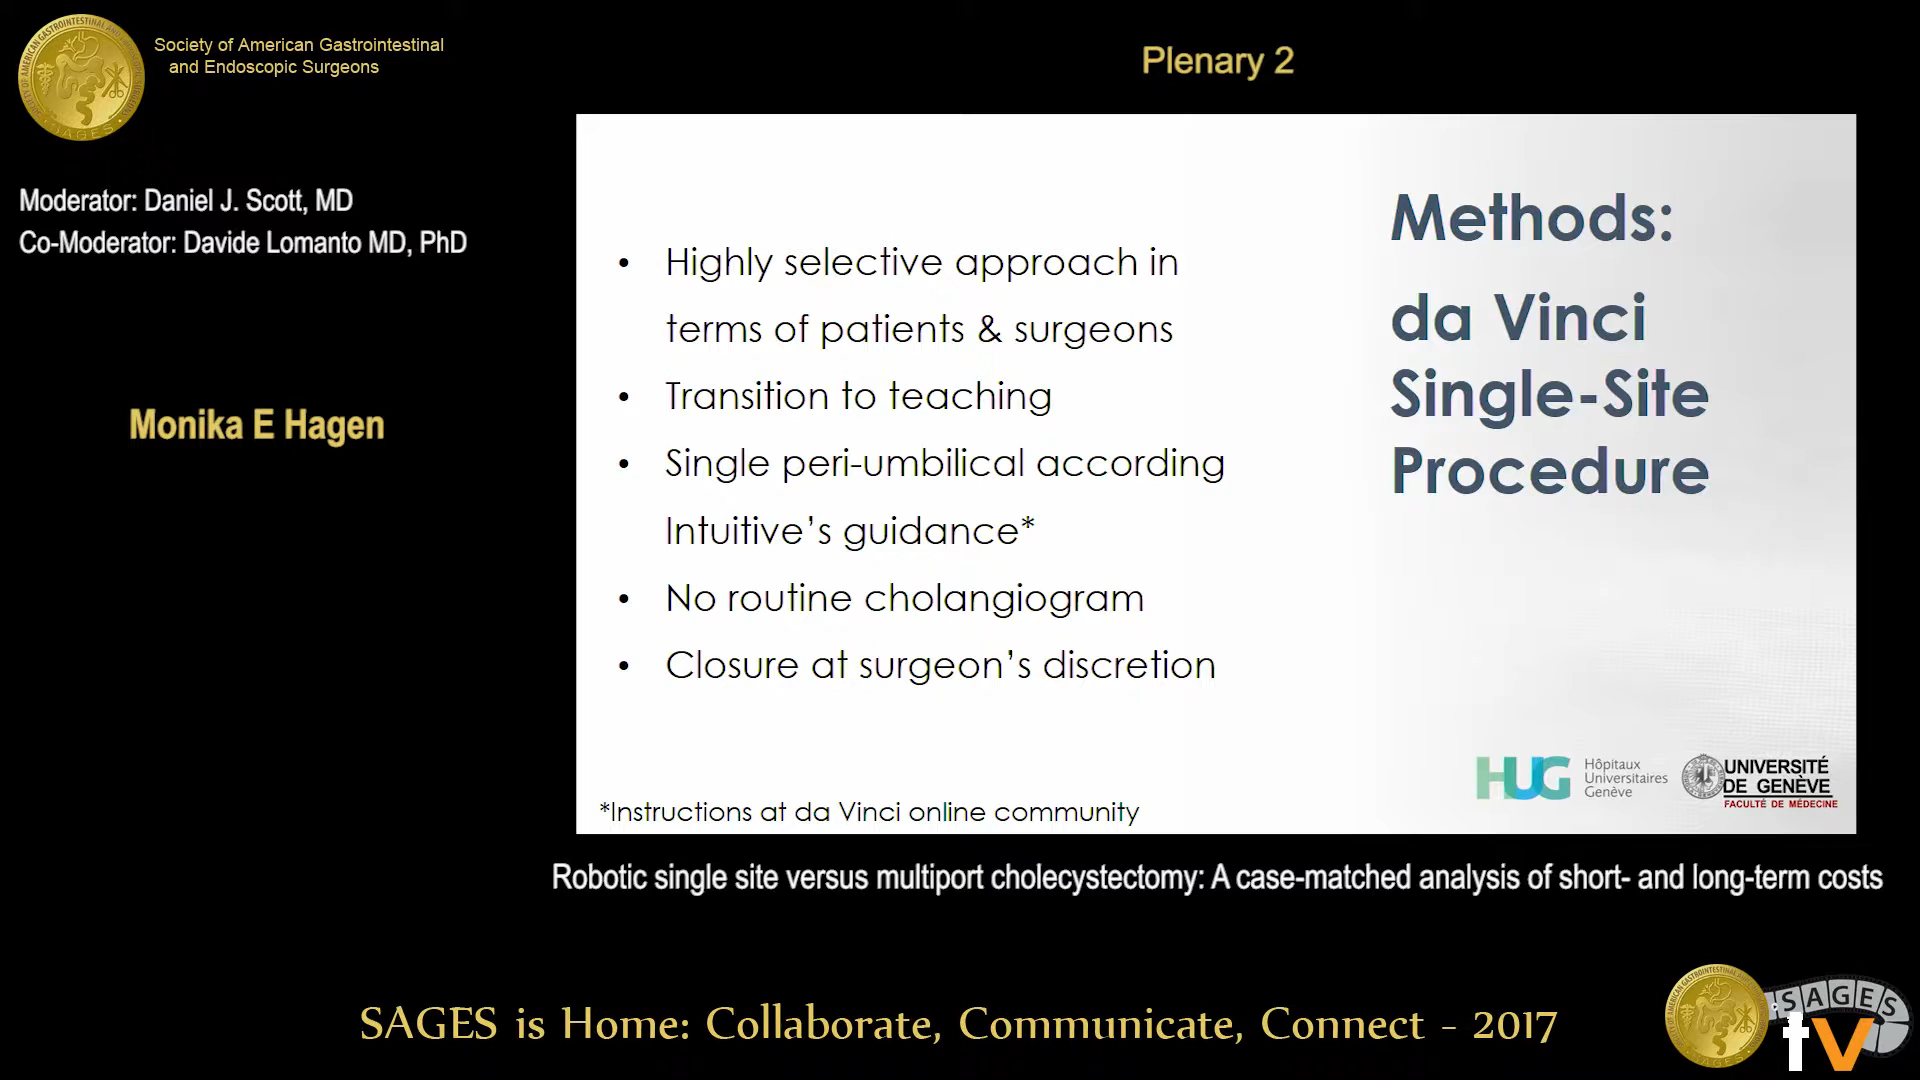 Society of American Gastrointestinal
and Endoscopic Surgeons
Plenary 2
Moderator: Daniel J. Scott, MD
Co-Moderator: Davide Lomanto MD, PhD
Monika E Hagen
Methods:
da Vinci
Single-Site
Procedure
• Highly selective approach in
terms of patients & surgeons
• Transition to teaching
• Single peri-umbilical according
Intuitive’s guidance*
• No routine cholangiogram
• Closure at surgeon’s discretion
*Instructions at da Vinci online community
HUG
Hôpitaux
Universitaires
Genève
UNIVERSITÉ
DE GENÈVE
FACULTÉ DE MÉDECINE
Robotic single site versus multiport cholecystectomy: A case-matched analysis of short- and long-term costs
SAGES is Home: Collaborate, Communicate, Connect - 2017
SAGES
tv